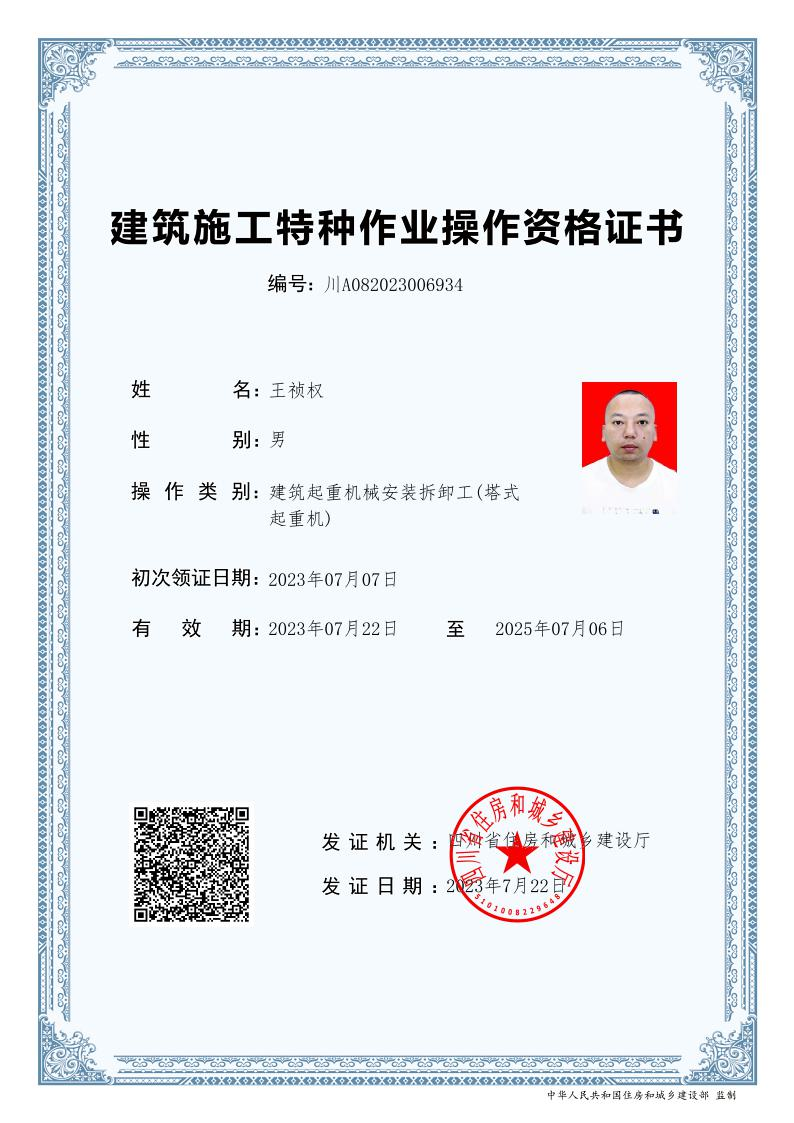 建筑施工特种作业操作资格证书
编号：川A082023006934
姓名：王祯权
性别：男
操作类别：建筑起重机械安装拆卸工(塔式
起重机)
初次领证日期：2023年07月07日
有效期：2023年07月22日 至 2025年07月06日
发证机关：四川省住房和城乡建设厅
发证日期：2023年7月22日
四川省住房和城乡建设厅
5101008229648
中华人民共和国住房和城乡建设部 监制